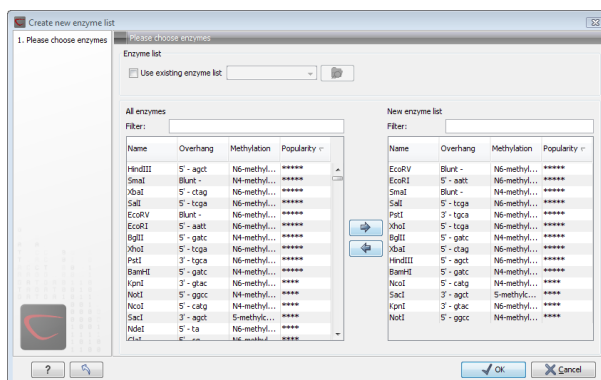 Create new enzyme list
1. Please choose enzymes
Please choose enzymes
Enzyme list
Use existing enzyme list
All enzymes
Filter:
Name Overhang Methylation Popularity
HindIII 5' - agct N6-methyl... *****
SmaI Blunt - N4-methyl... *****
XbaI 5' - ctag N6-methyl... *****
SalI 5' - tcga N6-methyl... *****
EcoRV Blunt - N6-methyl... *****
EcoRI 5' - aatt N6-methyl... *****
BglII 5' - gatc N4-methyl... *****
XhoI 5' - tcga N6-methyl... *****
PstI 3' - tgca N6-methyl... *****
BamHI 5' - gatc N4-methyl... *****
KpnI 3' - gtac N6-methyl... ****
NotI 5' - ggcc N4-methyl... ****
NcoI 5' - catg N4-methyl... ****
SacI 3' - agct 5-methylc... ****
NdeI 5' - ta N6-methyl... ****
ClaI 5' - cg N6-methyl... ****
New enzyme list
Filter:
Name Overhang Methylation Popularity
EcoRV Blunt - N6-methyl... *****
EcoRI 5' - aatt N6-methyl... *****
SmaI Blunt - N4-methyl... *****
SalI 5' - tcga N6-methyl... *****
PstI 3' - tgca N6-methyl... *****
XhoI 5' - tcga N6-methyl... *****
BglII 5' - gatc N4-methyl... *****
XbaI 5' - ctag N6-methyl... *****
HindIII 5' - agct N6-methyl... *****
BamHI 5' - gatc N4-methyl... *****
NcoI 5' - catg N4-methyl... ****
SacI 3' - agct 5-methylc... ****
KpnI 3' - gtac N6-methyl... ****
NotI 5' - ggcc N4-methyl... ****
?
OK
Cancel